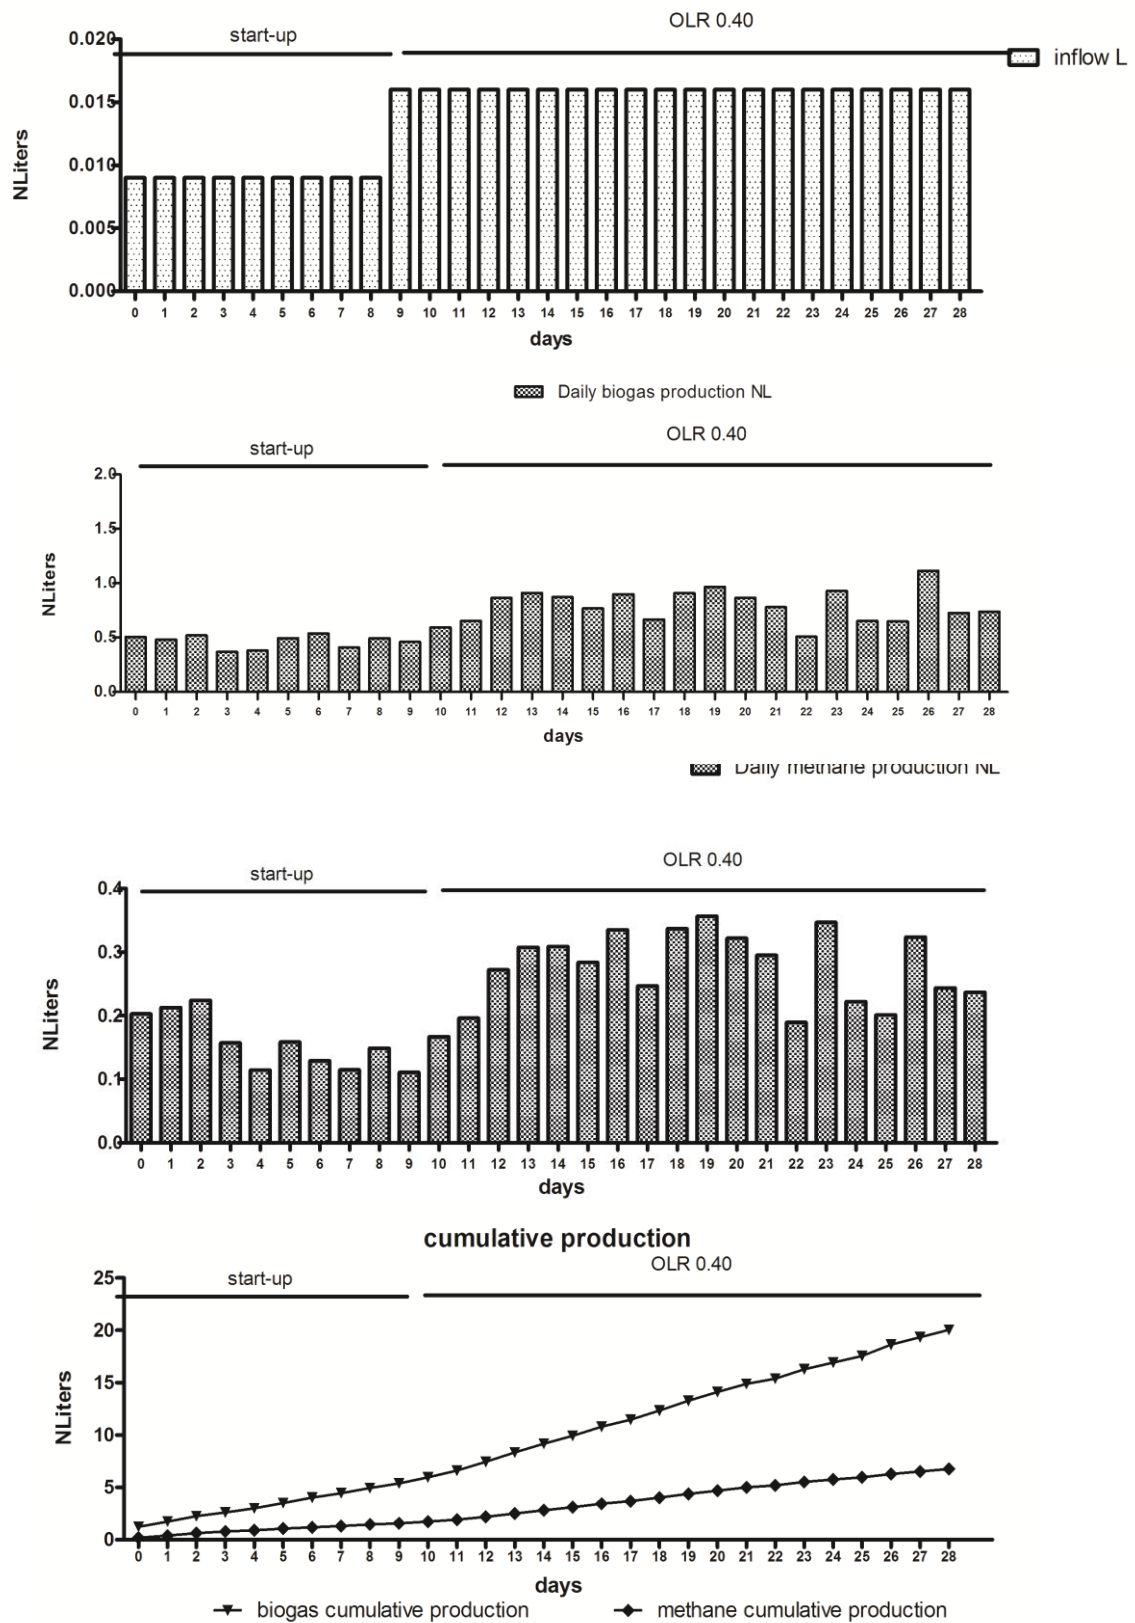 OLR 0.40
start-up
inflow L
0.020
0.015
0.010
0.005
0.000
NLiters
0 1 2 3 4 5 6 7 8 9 10 11 12 13 14 15 16 17 18 19 20 21 22 23 24 25 26 27 28
days
Daily biogas production NL
OLR 0.40
start-up
2.0
1.5
1.0
0.5
0.0
NLiters
0 1 2 3 4 5 6 7 8 9 10 11 12 13 14 15 16 17 18 19 20 21 22 23 24 25 26 27 28
days
Daily methane production NL
OLR 0.40
start-up
0.4
0.3
0.2
0.1
0.0
NLiters
0 1 2 3 4 5 6 7 8 9 10 11 12 13 14 15 16 17 18 19 20 21 22 23 24 25 26 27 28
days
cumulative production
OLR 0.40
start-up
25
20
15
10
5
0
NLiters
0 1 2 3 4 5 6 7 8 9 10 11 12 13 14 15 16 17 18 19 20 21 22 23 24 25 26 27 28
days
biogas cumulative production methane cumulative production